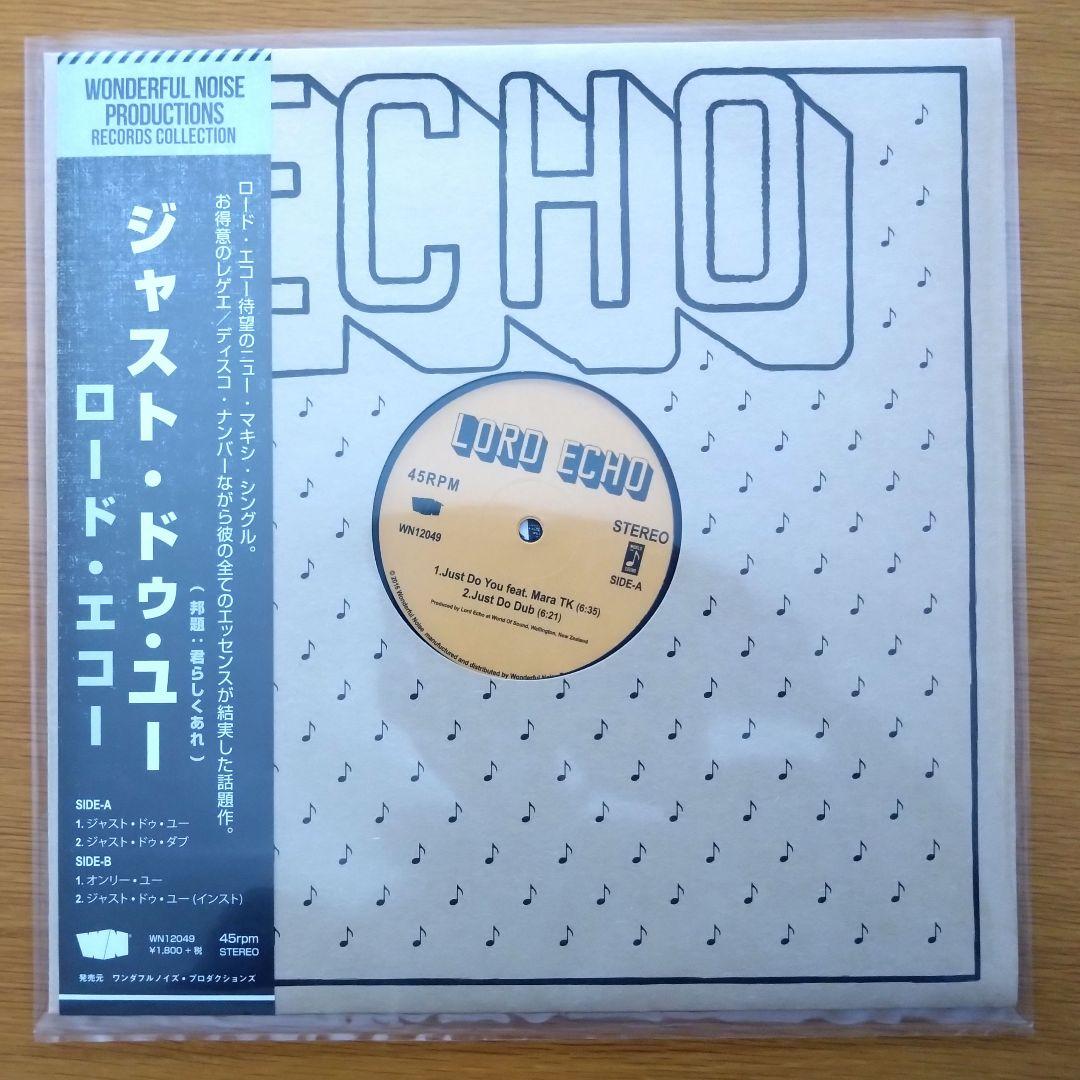 WONDERFUL NOISE
PRODUCTIONS
RECORDS COLLECTION
ロード・エコー待望のニュー・マキシ・シングル。
お得意のレゲエ／ディスコ・ナンバーながら彼の全てのエッセンスが結実した話題作。
ジャスト・ドゥ・ユー
（邦題：君らしくあれ）
ロード・エコー
SIDE-A
1. ジャスト・ドゥ・ユー
2. ジャスト・ドゥ・ダブ
SIDE-B
1. オンリー・ユー
2. ジャスト・ドゥ・ユー (インスト)
WN12049
¥1,800 + 税
45rpm
STEREO
発売元 ワンダフルノイズ・プロダクションズ
ECHO
LORD ECHO
45RPM
WN12049
STEREO
SIDE-A
1.Just Do You feat. Mara TK (6:35)
2.Just Do Dub (6:21)
Produced by Lord Echo at World Of Sound, Wellington, New Zealand
Wonderful Noise manufactured and distributed by Wonderful